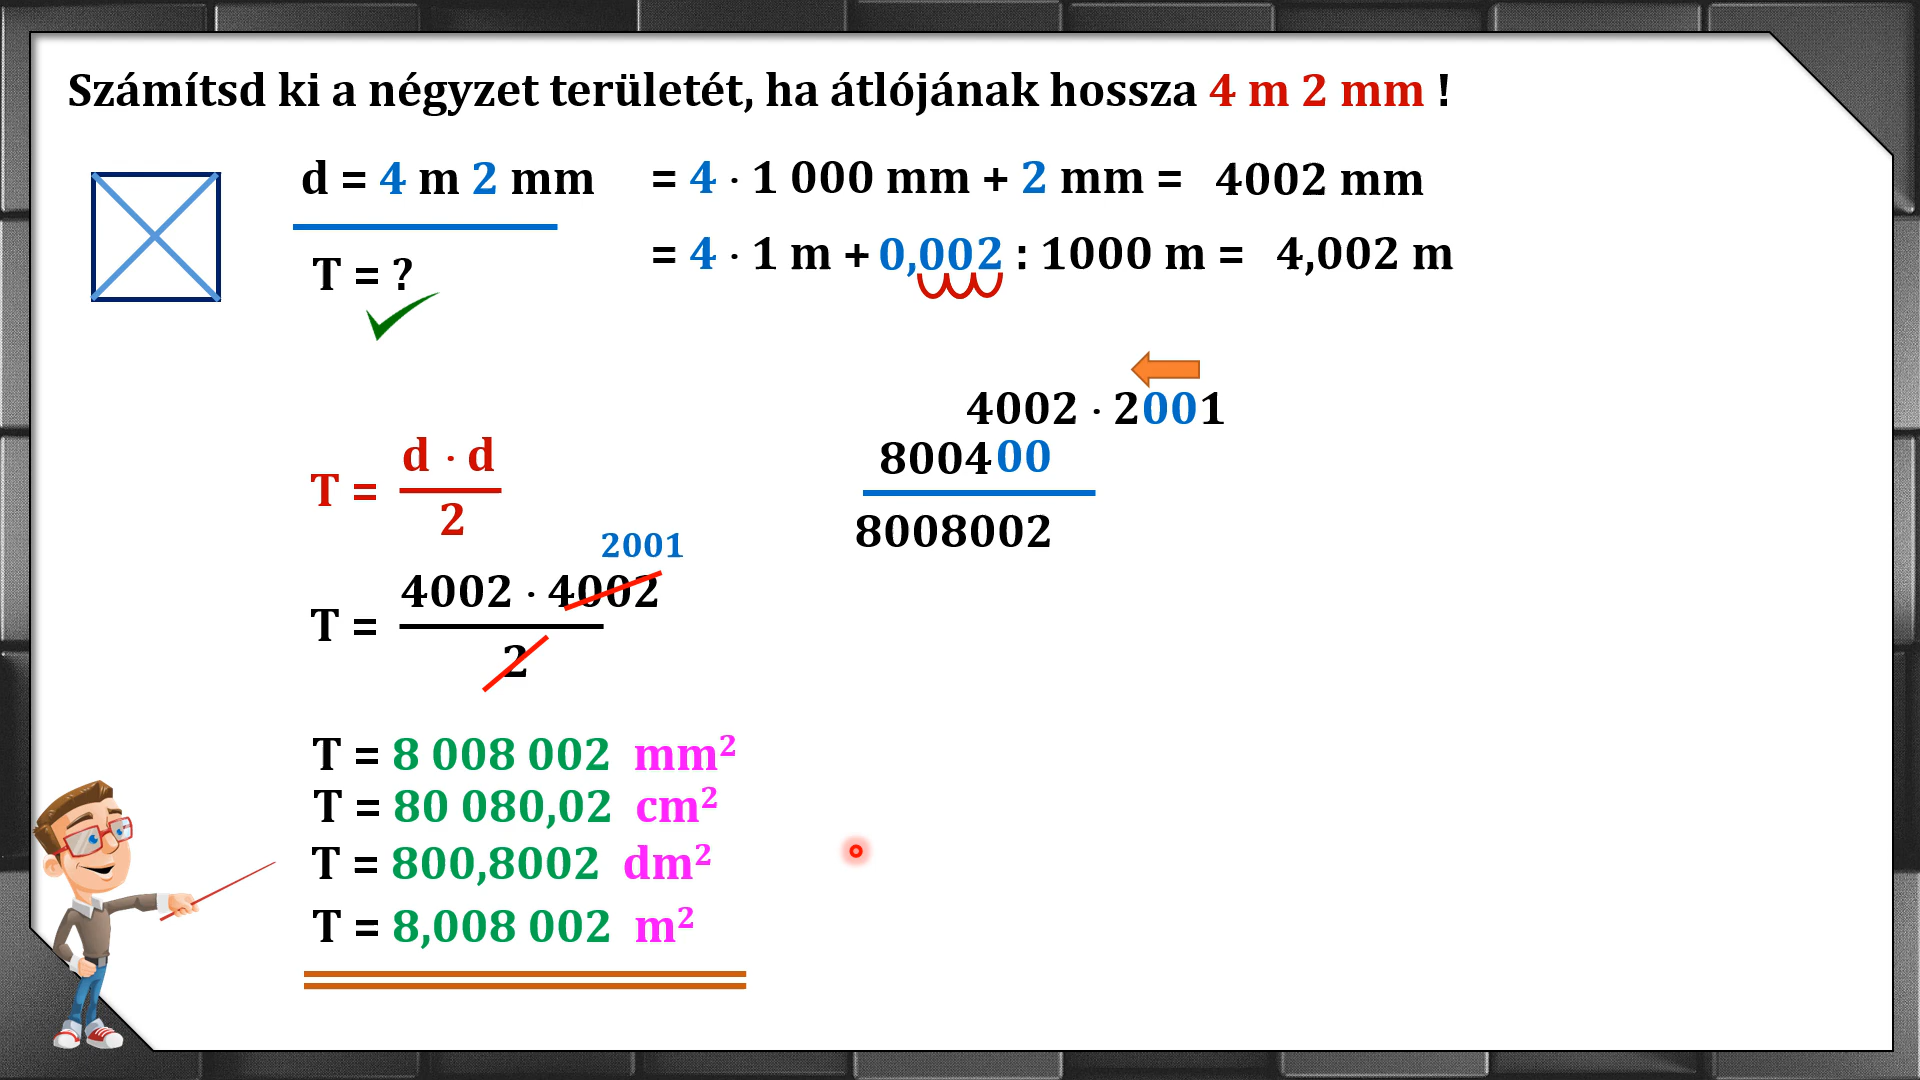 Számítsd ki a négyzet területét, ha átlójának hossza 4 m 2 mm !
d = 4 m 2 mm = 4 · 1 000 mm + 2 mm = 4002 mm
= 4 · 1 m + 0,002 : 1000 m = 4,002 m
T = ?
4002 · 2001
800400
8008002
T = d · d
2
2001
T = 4002 · 4002
2
T = 8 008 002 mm²
T = 80 080,02 cm²
T = 800,8002 dm²
T = 8,008 002 m²